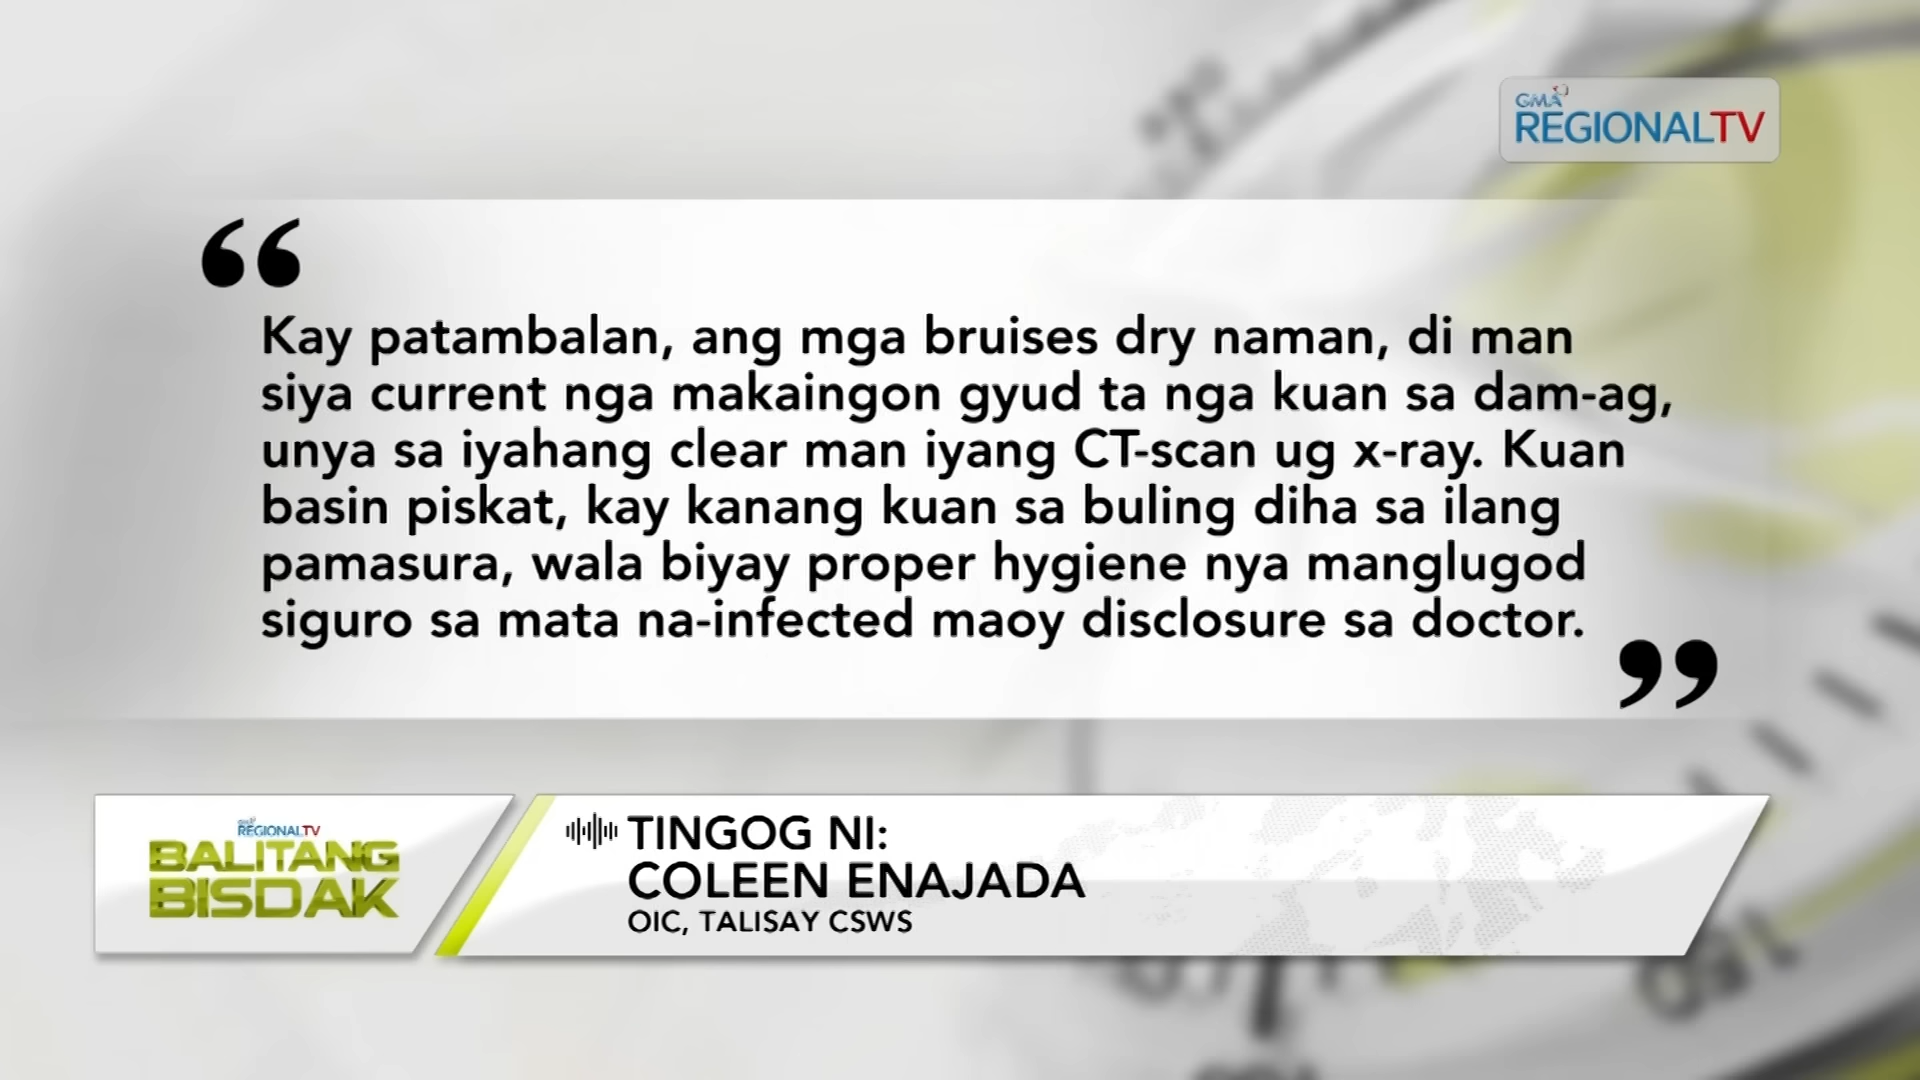 GMA
REGIONALTV
“
Kay patambalan, ang mga bruises dry naman, di man
siya current nga makaingon gyud ta nga kuan sa dam-ag,
unya sa iyahang clear man iyang CT-scan ug x-ray. Kuan
basin piskat, kay kanang kuan sa buling diha sa ilang
pamasura, wala biyay proper hygiene nya manglugod
siguro sa mata na-infected maoy disclosure sa doctor.
”
GMA
REGIONALTV
BALITANG
BISDAK
TINGOG NI:
COLEEN ENAJADA
OIC, TALISAY CSWS